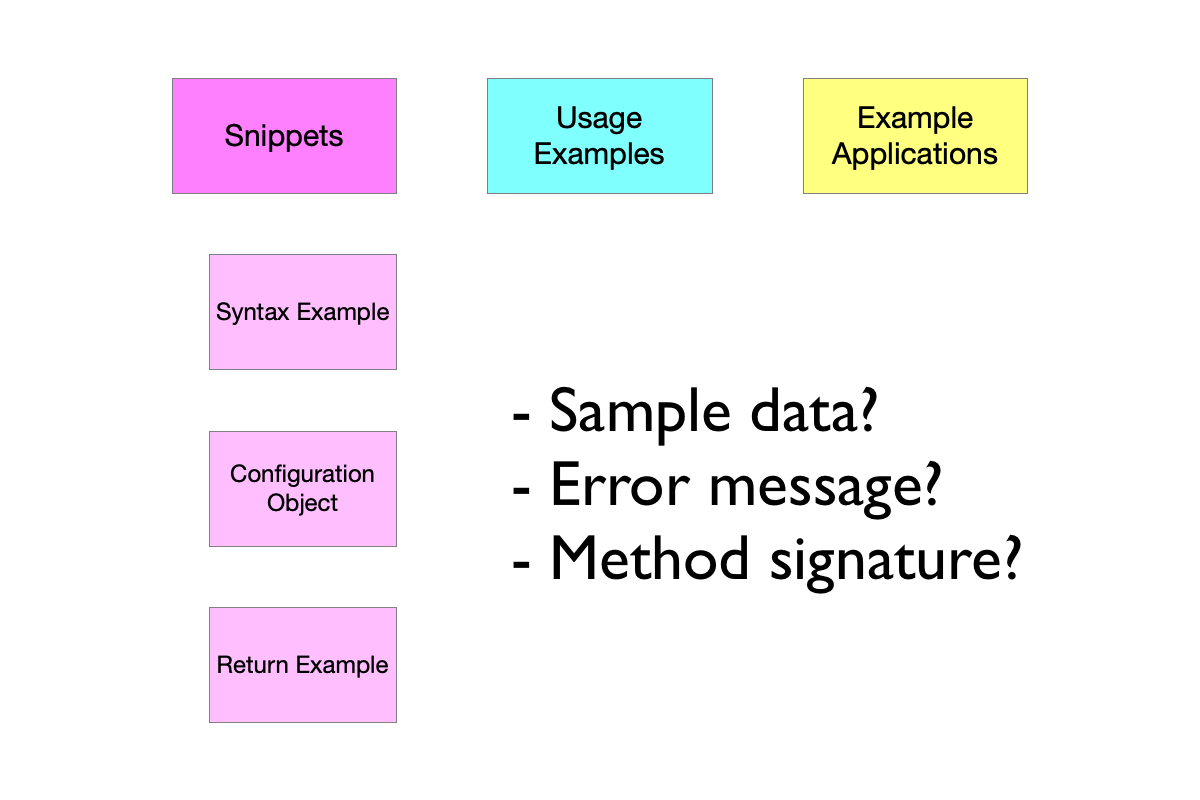 Snippets
Usage
Examples
Example
Applications
Syntax Example
Configuration
Object
Return Example
- Sample data?
- Error message?
- Method signature?